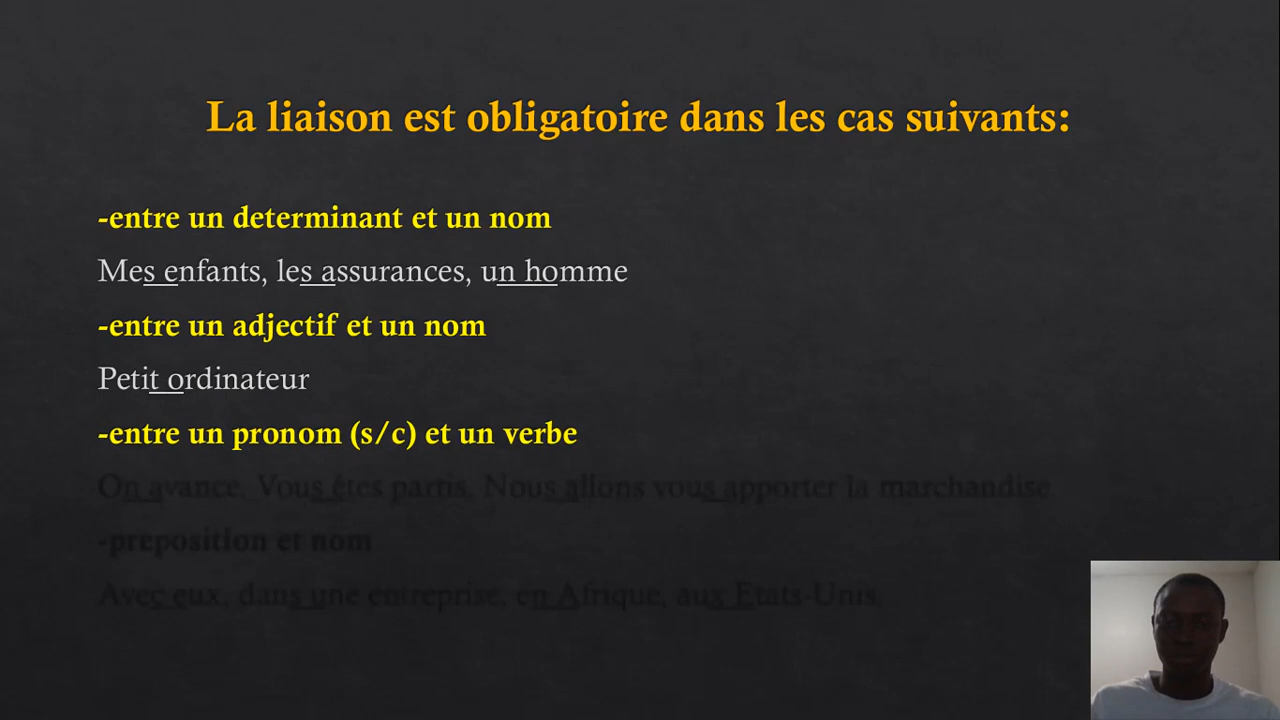 La liaison est obligatoire dans les cas suivants:
-entre un determinant et un nom
Mes enfants, les assurances, un homme
-entre un adjectif et un nom
Petit ordinateur
-entre un pronom (s/c) et un verbe
On avance. Vous êtes partis. Nous allons vous apporter la marchandise.
-preposition et nom
Avec eux, dans une entreprise, en Afrique, aux Etats-Unis.